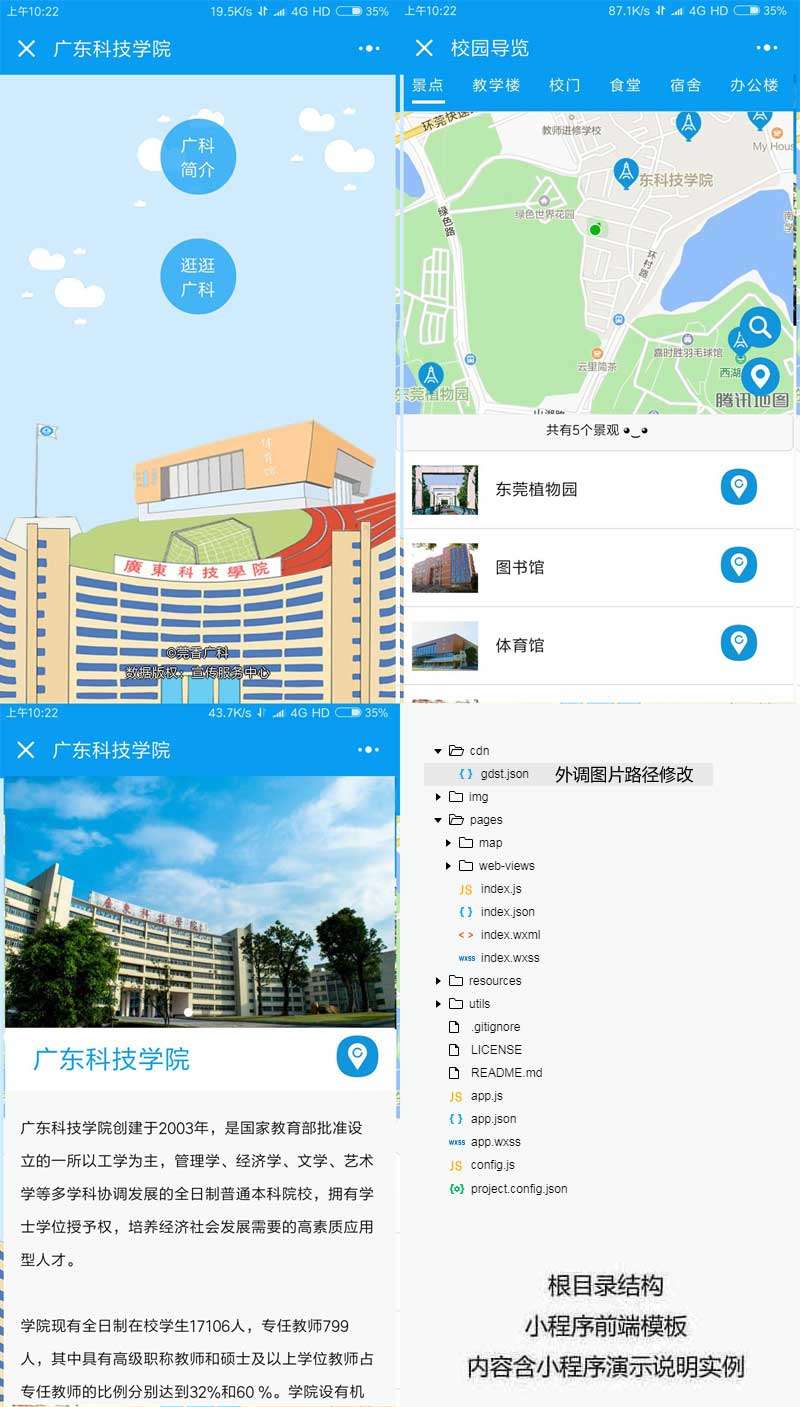 上午10:22 19.5K/s 4G HD 35%
广东科技学院
广科
简介
逛逛
广科
体育馆
廣東科技學院
©莞香广科
数据版权：宣传服务中心
上午10:22 87.1K/s 4G HD 35%
校园导览
景点 教学楼 校门 食堂 宿舍 办公楼
环莞快速
教师进修学校
My Hous
东科技学院
绿色路
绿色世界花园
环村路
嘉时胜羽毛球馆
云里简茶
西湖
东莞植物园
腾讯地图
共有5个景观
东莞植物园
图书馆
体育馆
上午10:22 43.7K/s 4G HD 35%
广东科技学院
廣東科技學院
广东科技学院
广东科技学院创建于2003年，是国家教育部批准设
立的一所以工学为主，管理学、经济学、文学、艺术
学等多学科协调发展的全日制普通本科院校，拥有学
士学位授予权，培养经济社会发展需要的高素质应用
型人才。
学院现有全日制在校学生17106人，专任教师799
人，其中具有高级职称教师和硕士及以上学位教师占
专任教师的比例分别达到32%和60 %。学院设有机
cdn
{ } gdst.json 外调图片路径修改
img
pages
map
web-views
JS index.js
{ } index.json
< > index.wxml
wxss index.wxss
resources
utils
.gitignore
LICENSE
README.md
JS app.js
{ } app.json
wxss app.wxss
JS config.js
{o} project.config.json
根目录结构
小程序前端模板
内容含小程序演示说明实例